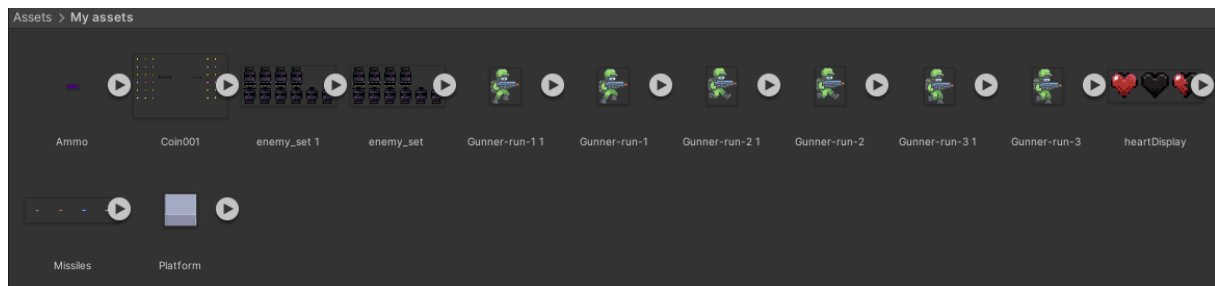 Assets > My assets
Ammo Coin001 enemy_set 1 enemy_set Gunner-run-1 1 Gunner-run-1 Gunner-run-2 1 Gunner-run-2 Gunner-run-3 1 Gunner-run-3 heartDisplay
Missiles Platform